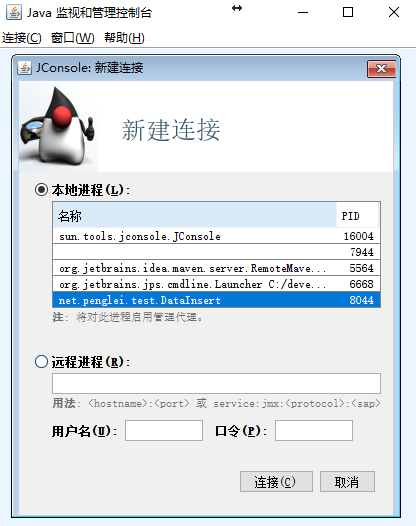 Java 监视和管理控制台
连接(C) 窗口(W) 帮助(H)
JConsole: 新建连接
新建连接
本地进程(L):
名称 PID
sun.tools.jconsole.JConsole 16004
7944
org.jetbrains.idea.maven.server.RemoteMave... 5564
org.jetbrains.jps.cmdline.Launcher C:/deve... 6668
net.penglei.test.DataInsert 8044
注: 将对此进程启用管理代理。
远程进程(R):
用法: <hostname>:<port> 或 service:jmx:<protocol>:<sap>
用户名(U): 口令(P):
连接(C) 取消